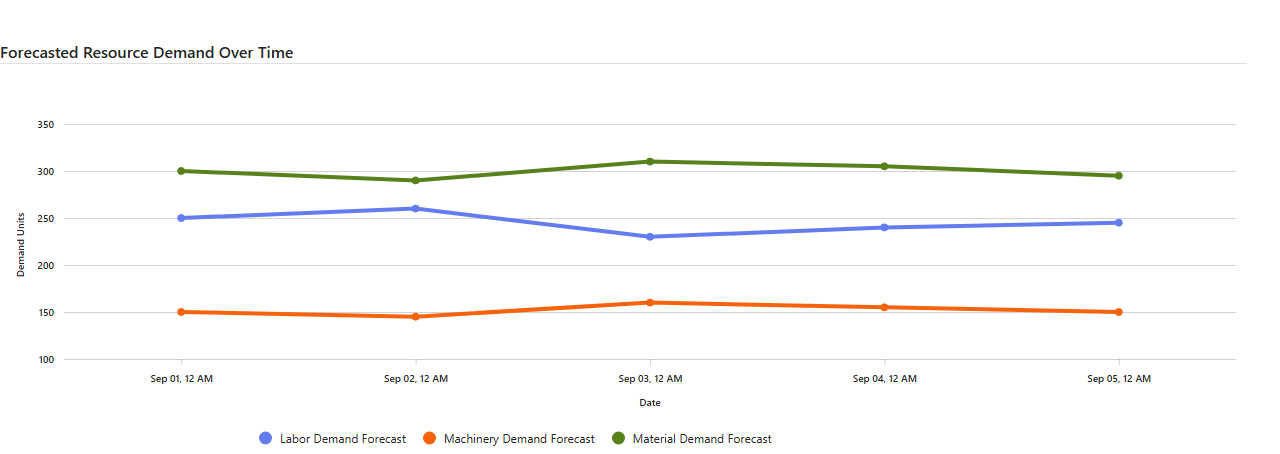 Forecasted Resource Demand Over Time
350
300
250
200
150
100
Demand Units
Sep 01, 12 AM
Sep 02, 12 AM
Sep 03, 12 AM
Sep 04, 12 AM
Sep 05, 12 AM
Date
Labor Demand Forecast
Machinery Demand Forecast
Material Demand Forecast